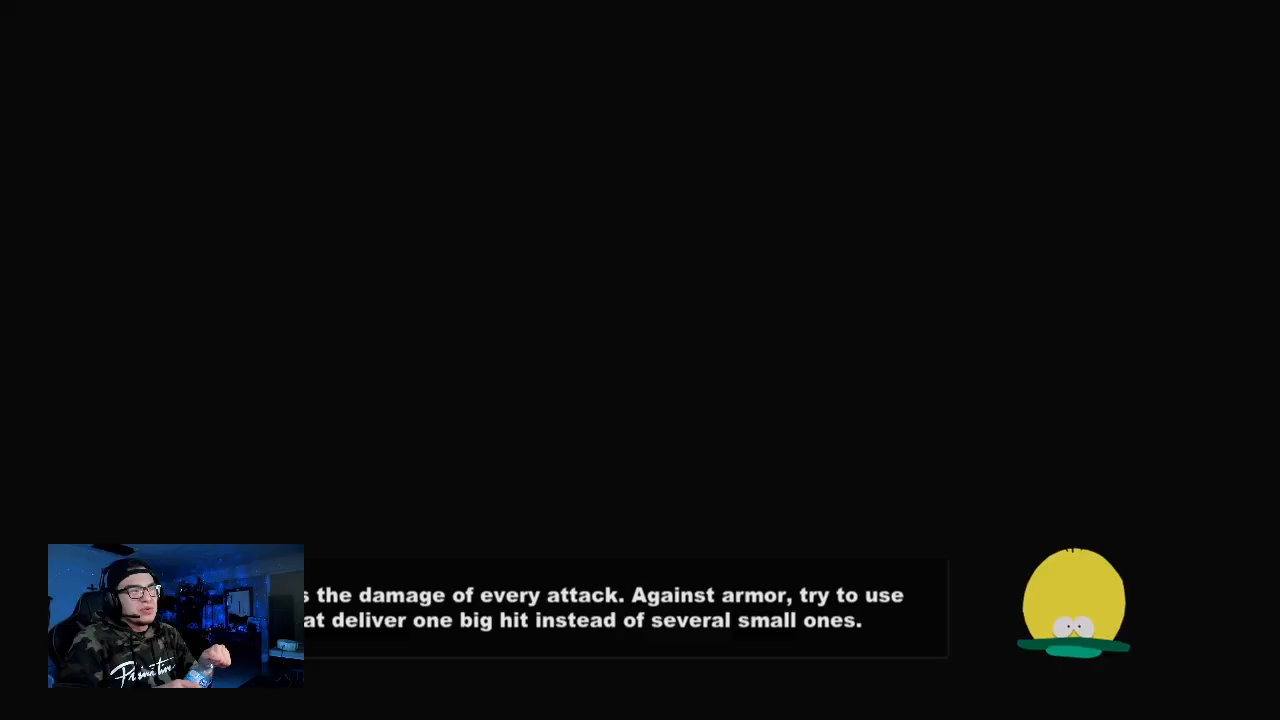 the damage of every attack. Against armor, try to use
deliver one big hit instead of several small ones.
Primitive